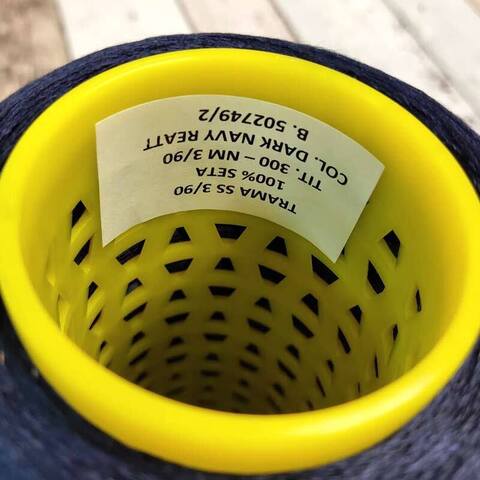 TRAMA SS 3/90
100% SETA
TIT. 300 – NM 3/90
COL. DARK NAVY REATT
B. 502749/2